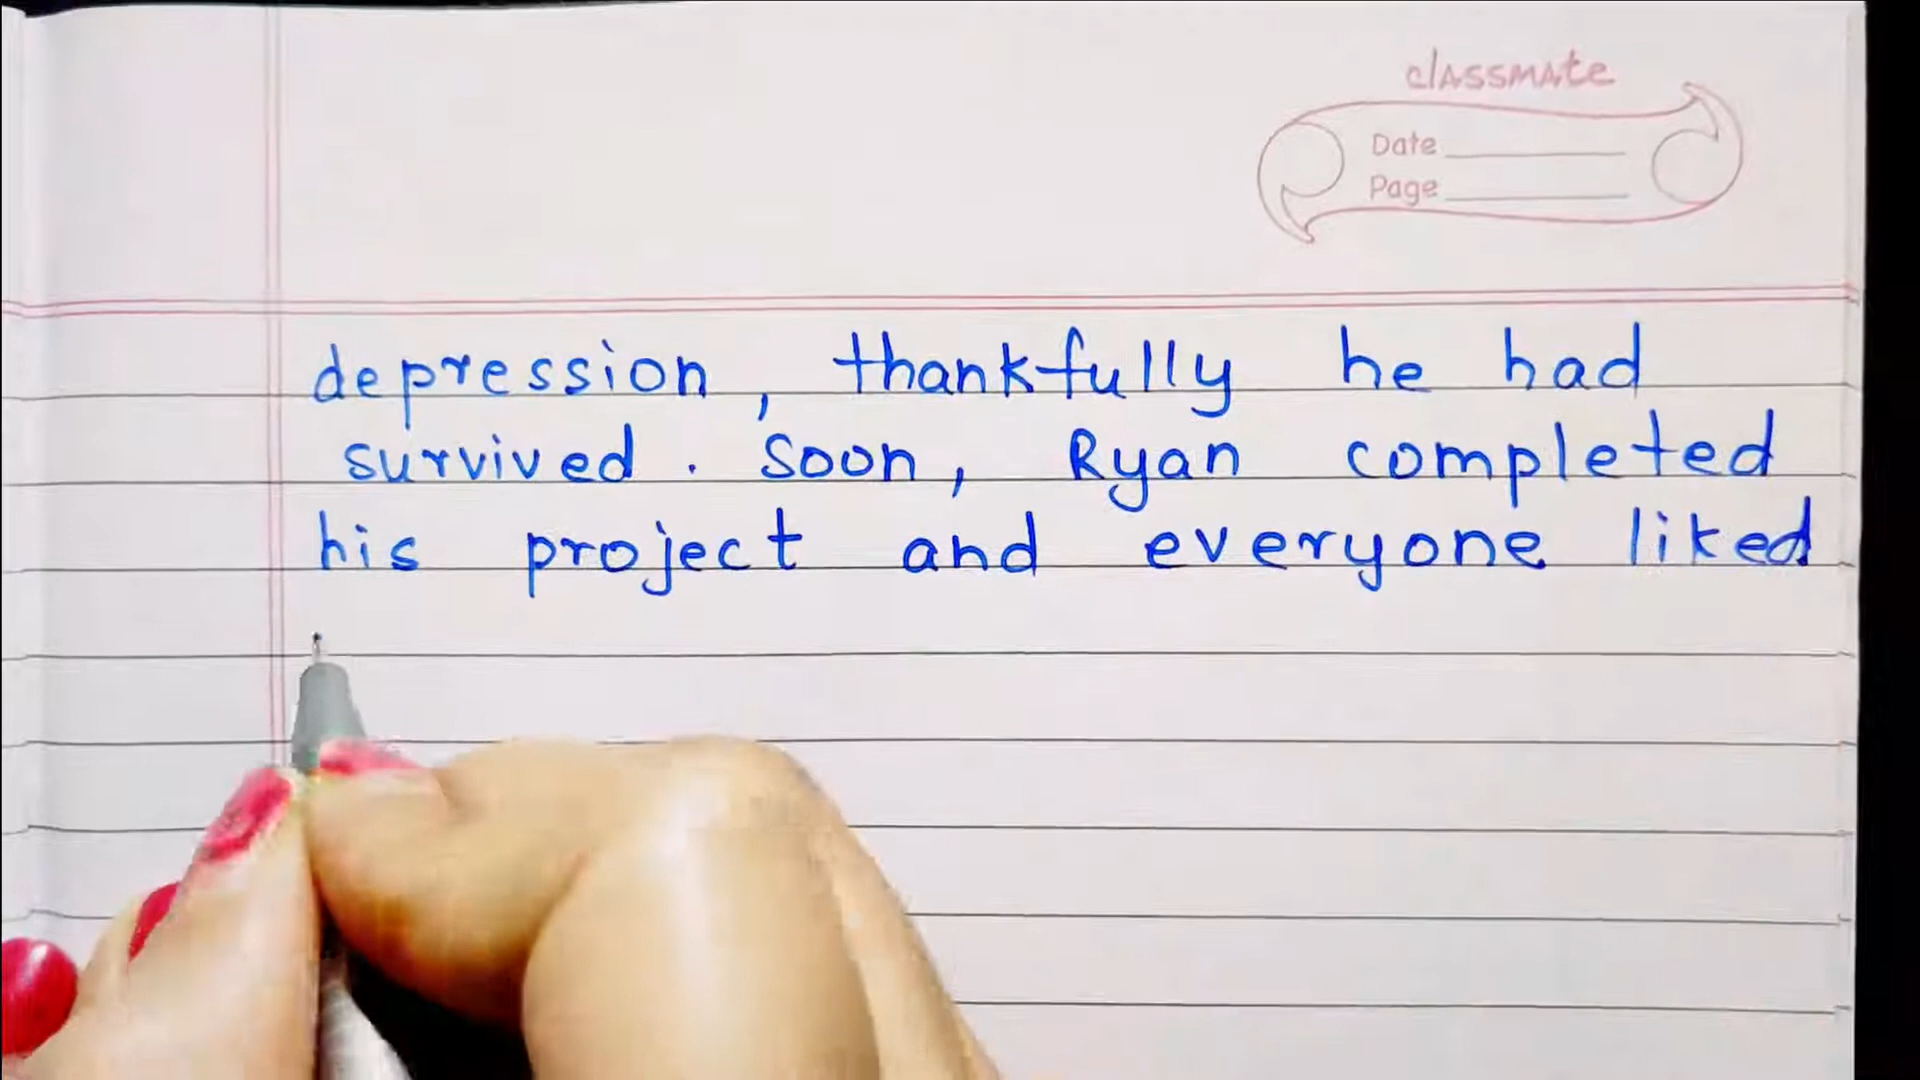 classmate
Date
Page
depression, thankfully he had
survived. Soon, Ryan completed
his project and everyone liked